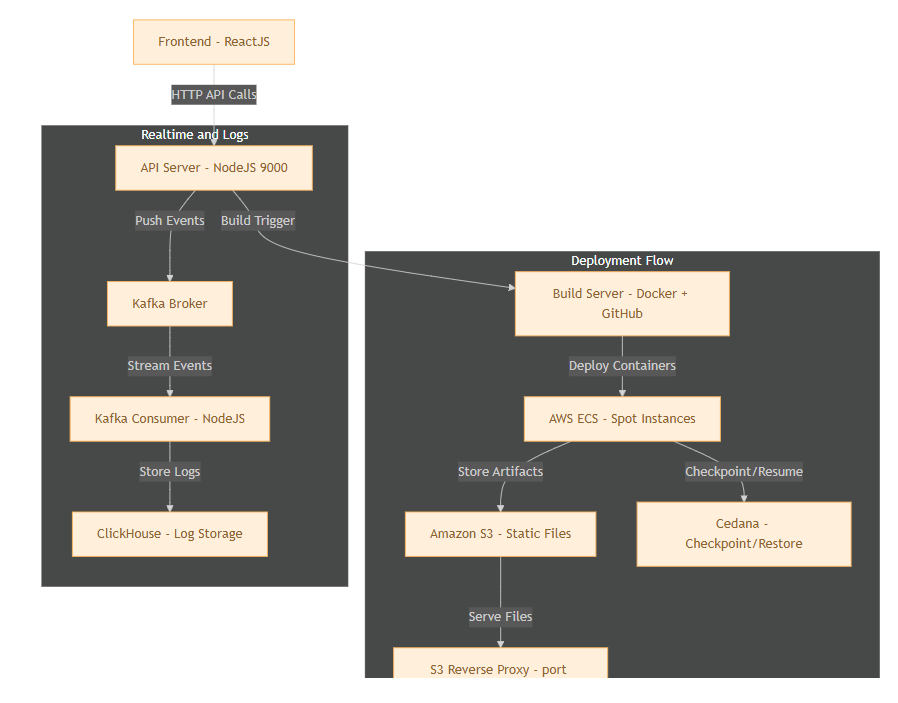 Frontend - ReactJS
HTTP API Calls
Realtime and Logs
API Server - NodeJS 9000
Push Events
Build Trigger
Deployment Flow
Build Server - Docker +
GitHub
Kafka Broker
Stream Events
Deploy Containers
Kafka Consumer - NodeJS
AWS ECS - Spot Instances
Store Logs
Store Artifacts
Checkpoint/Resume
ClickHouse - Log Storage
Amazon S3 - Static Files
Cedana -
Checkpoint/Restore
Serve Files
S3 Reverse Proxy - port